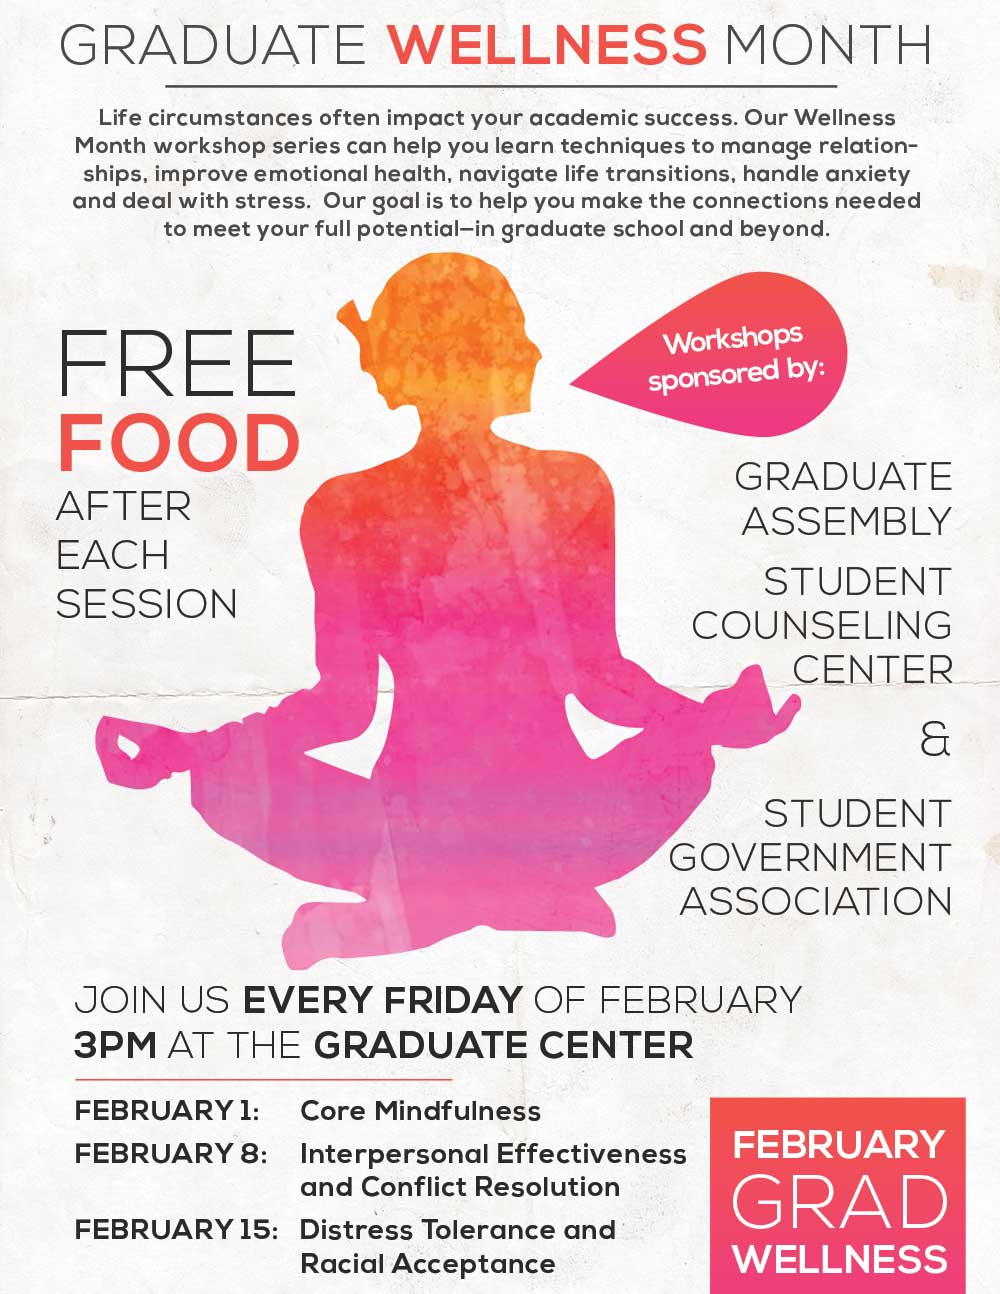 GRADUATE WELLNESS MONTH
Life circumstances often impact your academic success. Our Wellness
Month workshop series can help you learn techniques to manage relation-
ships, improve emotional health, navigate life transitions, handle anxiety
and deal with stress.  Our goal is to help you make the connections needed
to meet your full potential—in graduate school and beyond.
FREE
FOOD
AFTER
EACH
SESSION
Workshops
sponsored by:
GRADUATE
ASSEMBLY
STUDENT
COUNSELING
CENTER
&
STUDENT
GOVERNMENT
ASSOCIATION
JOIN US EVERY FRIDAY OF FEBRUARY
3PM AT THE GRADUATE CENTER
FEBRUARY 1: Core Mindfulness
FEBRUARY 8: Interpersonal Effectiveness
and Conflict Resolution
FEBRUARY 15: Distress Tolerance and
Racial Acceptance
FEBRUARY
GRAD
WELLNESS